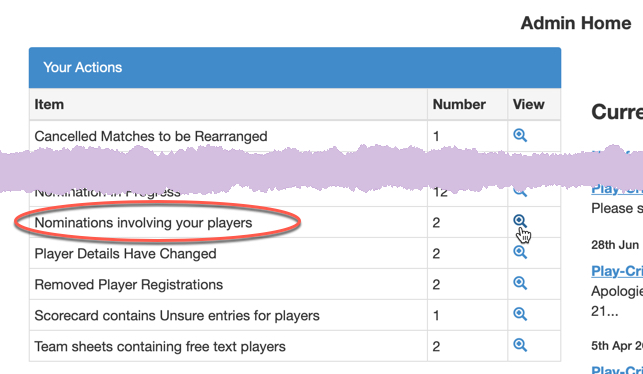 Admin Home
Your Actions
Item Number View
Cancelled Matches to be Rearranged 1
Nomination In Progress 12
Nominations involving your players 2
Player Details Have Changed 2
Removed Player Registrations 2
Scorecard contains Unsure entries for players 1
Team sheets containing free text players 2
Curre
Play-Cri
Please s
28th Jun
Play-Cri
Apologie
21...
5th Apr 2
Play-Cri